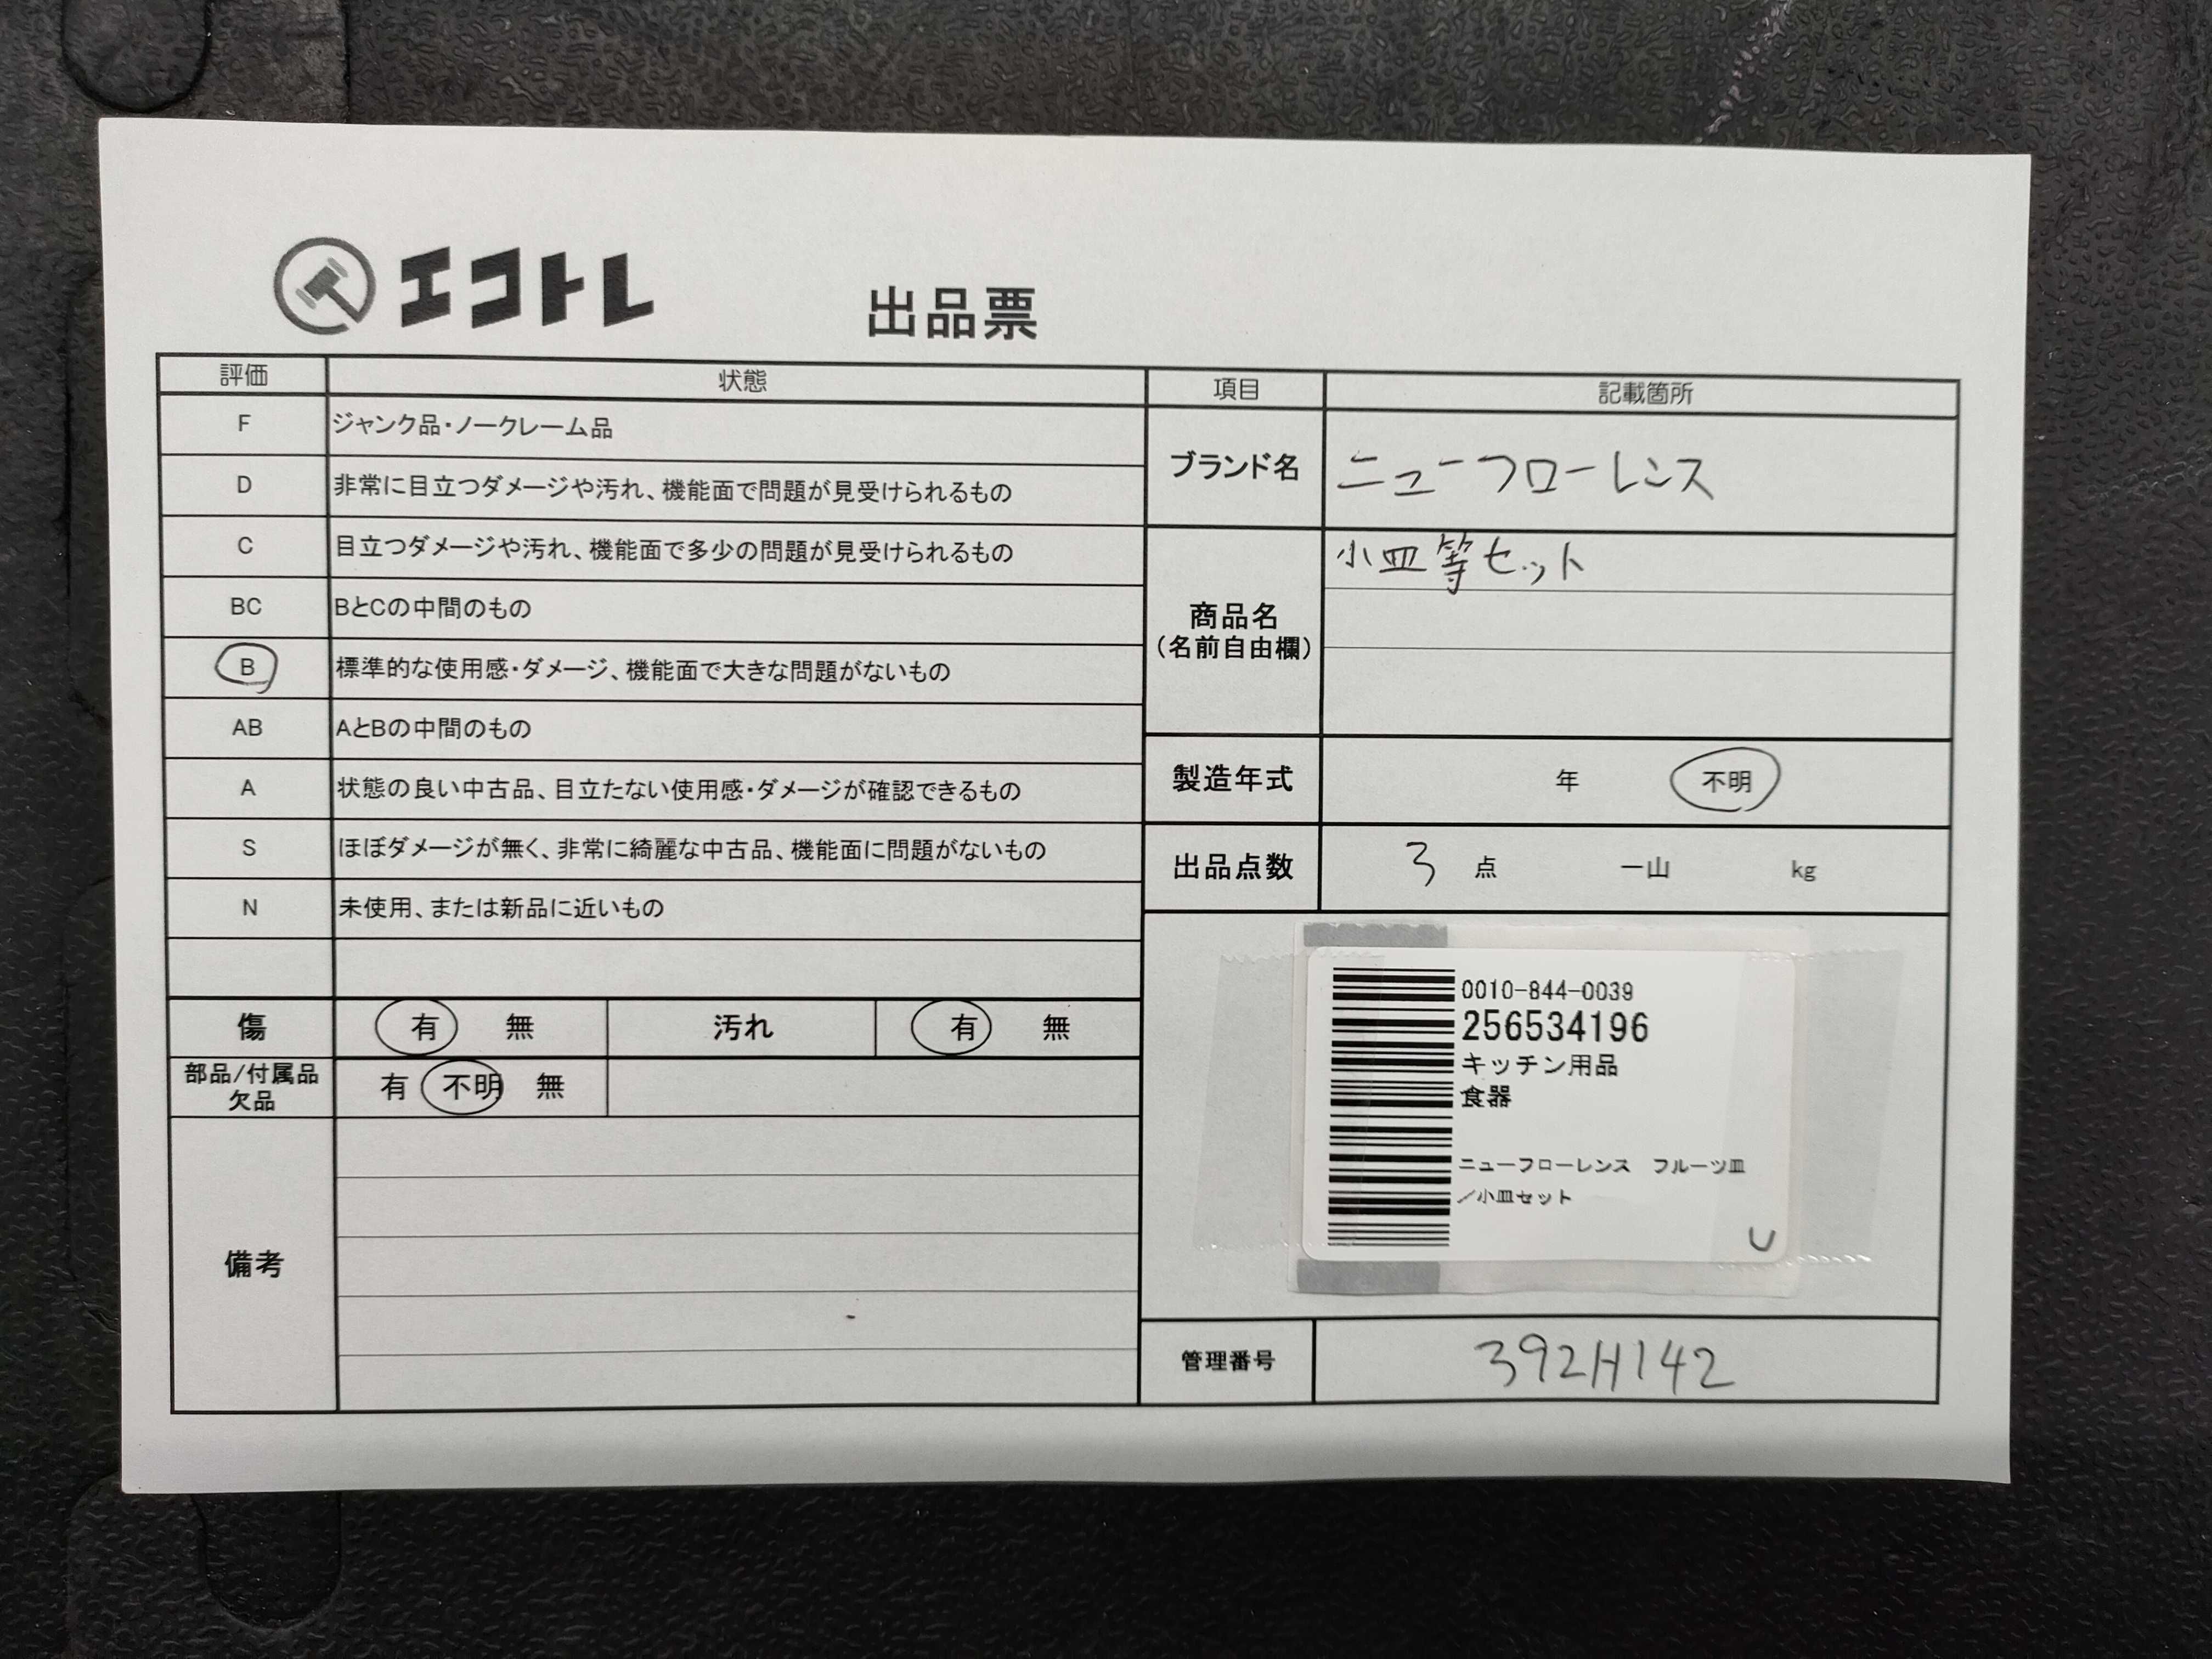 エコトレ
出品票
評価 状態
F ジャンク品・ノークレーム品
D 非常に目立つダメージや汚れ、機能面で問題が見受けられるもの
C 目立つダメージや汚れ、機能面で多少の問題が見受けられるもの
BC BとCの中間のもの
B 標準的な使用感・ダメージ、機能面で大きな問題がないもの
AB AとBの中間のもの
A 状態の良い中古品、目立たない使用感・ダメージが確認できるもの
S ほぼダメージが無く、非常に綺麗な中古品、機能面に問題がないもの
N 未使用、または新品に近いもの
傷 有 無 汚れ 有 無
部品/付属品
欠品
有 不明 無
備考
項目 記載箇所
ブランド名 ニューフローレンス
商品名
(名前自由欄)
小皿等セット
製造年式 年 不明
出品点数 3 点 一山 kg
0010-844-0039
256534196
キッチン用品
食器
ニューフローレンス フルーツ皿
/小皿セット
U
管理番号 392H142